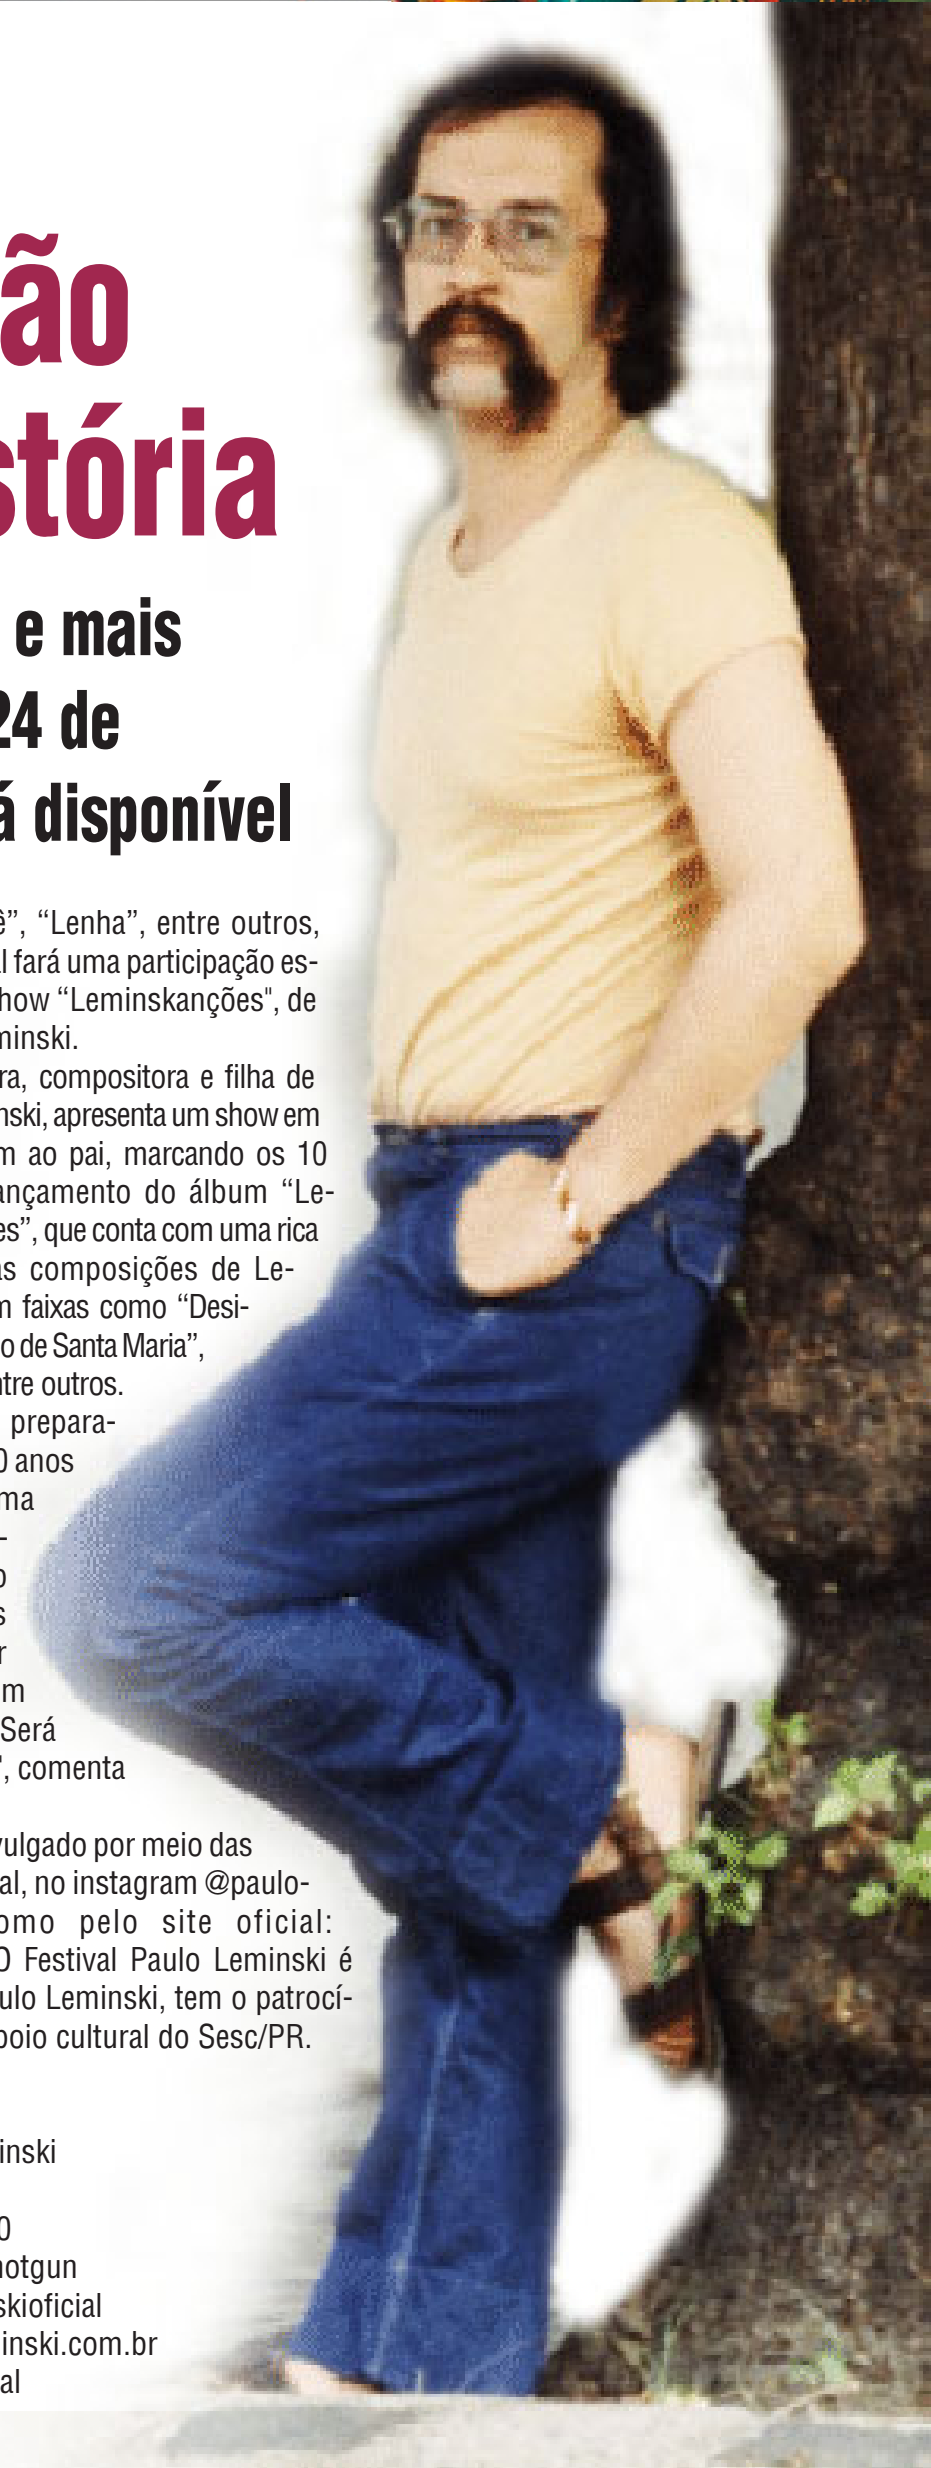 ão
stória
e mais
24 de
á disponível
ê”, “Lenha”, entre outros,
l fará uma participação es-
how “Leminskanções", de
minski.
ra, compositora e filha de
nski, apresenta um show em
m ao pai, marcando os 10
ançamento do álbum “Le-
es”, que conta com uma rica
as composições de Le-
m faixas como “Desi-
o de Santa Maria”,
ntre outros.
prepara-
0 anos
ma
-
o
s
r
m
Será
", comenta
vulgado por meio das
al, no instagram @paulo-
omo pelo site oficial:
O Festival Paulo Leminski é
ulo Leminski, tem o patrocí-
poio cultural do Sesc/PR.
inski
0
hotgun
skioficial
inski.com.br
al